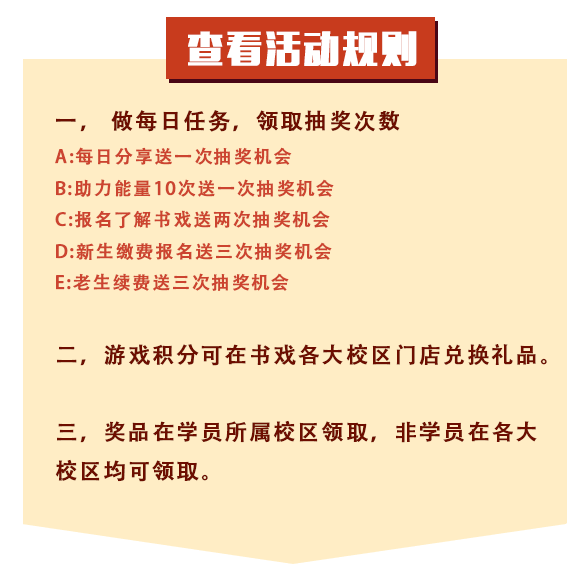 查看活动规则
一， 做每日任务，领取抽奖次数
A:每日分享送一次抽奖机会
B:助力能量10次送一次抽奖机会
C:报名了解书戏送两次抽奖机会
D:新生缴费报名送三次抽奖机会
E:老生续费送三次抽奖机会
二，游戏积分可在书戏各大校区门店兑换礼品。
三，奖品在学员所属校区领取，非学员在各大
校区均可领取。